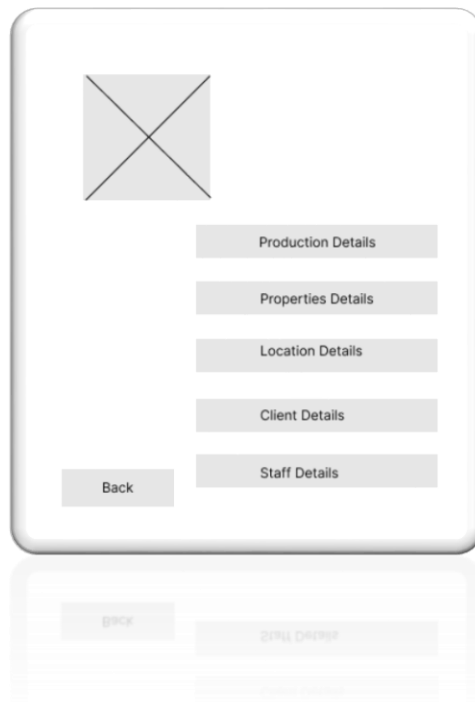 Production Details
Properties Details
Location Details
Client Details
Staff Details
Back